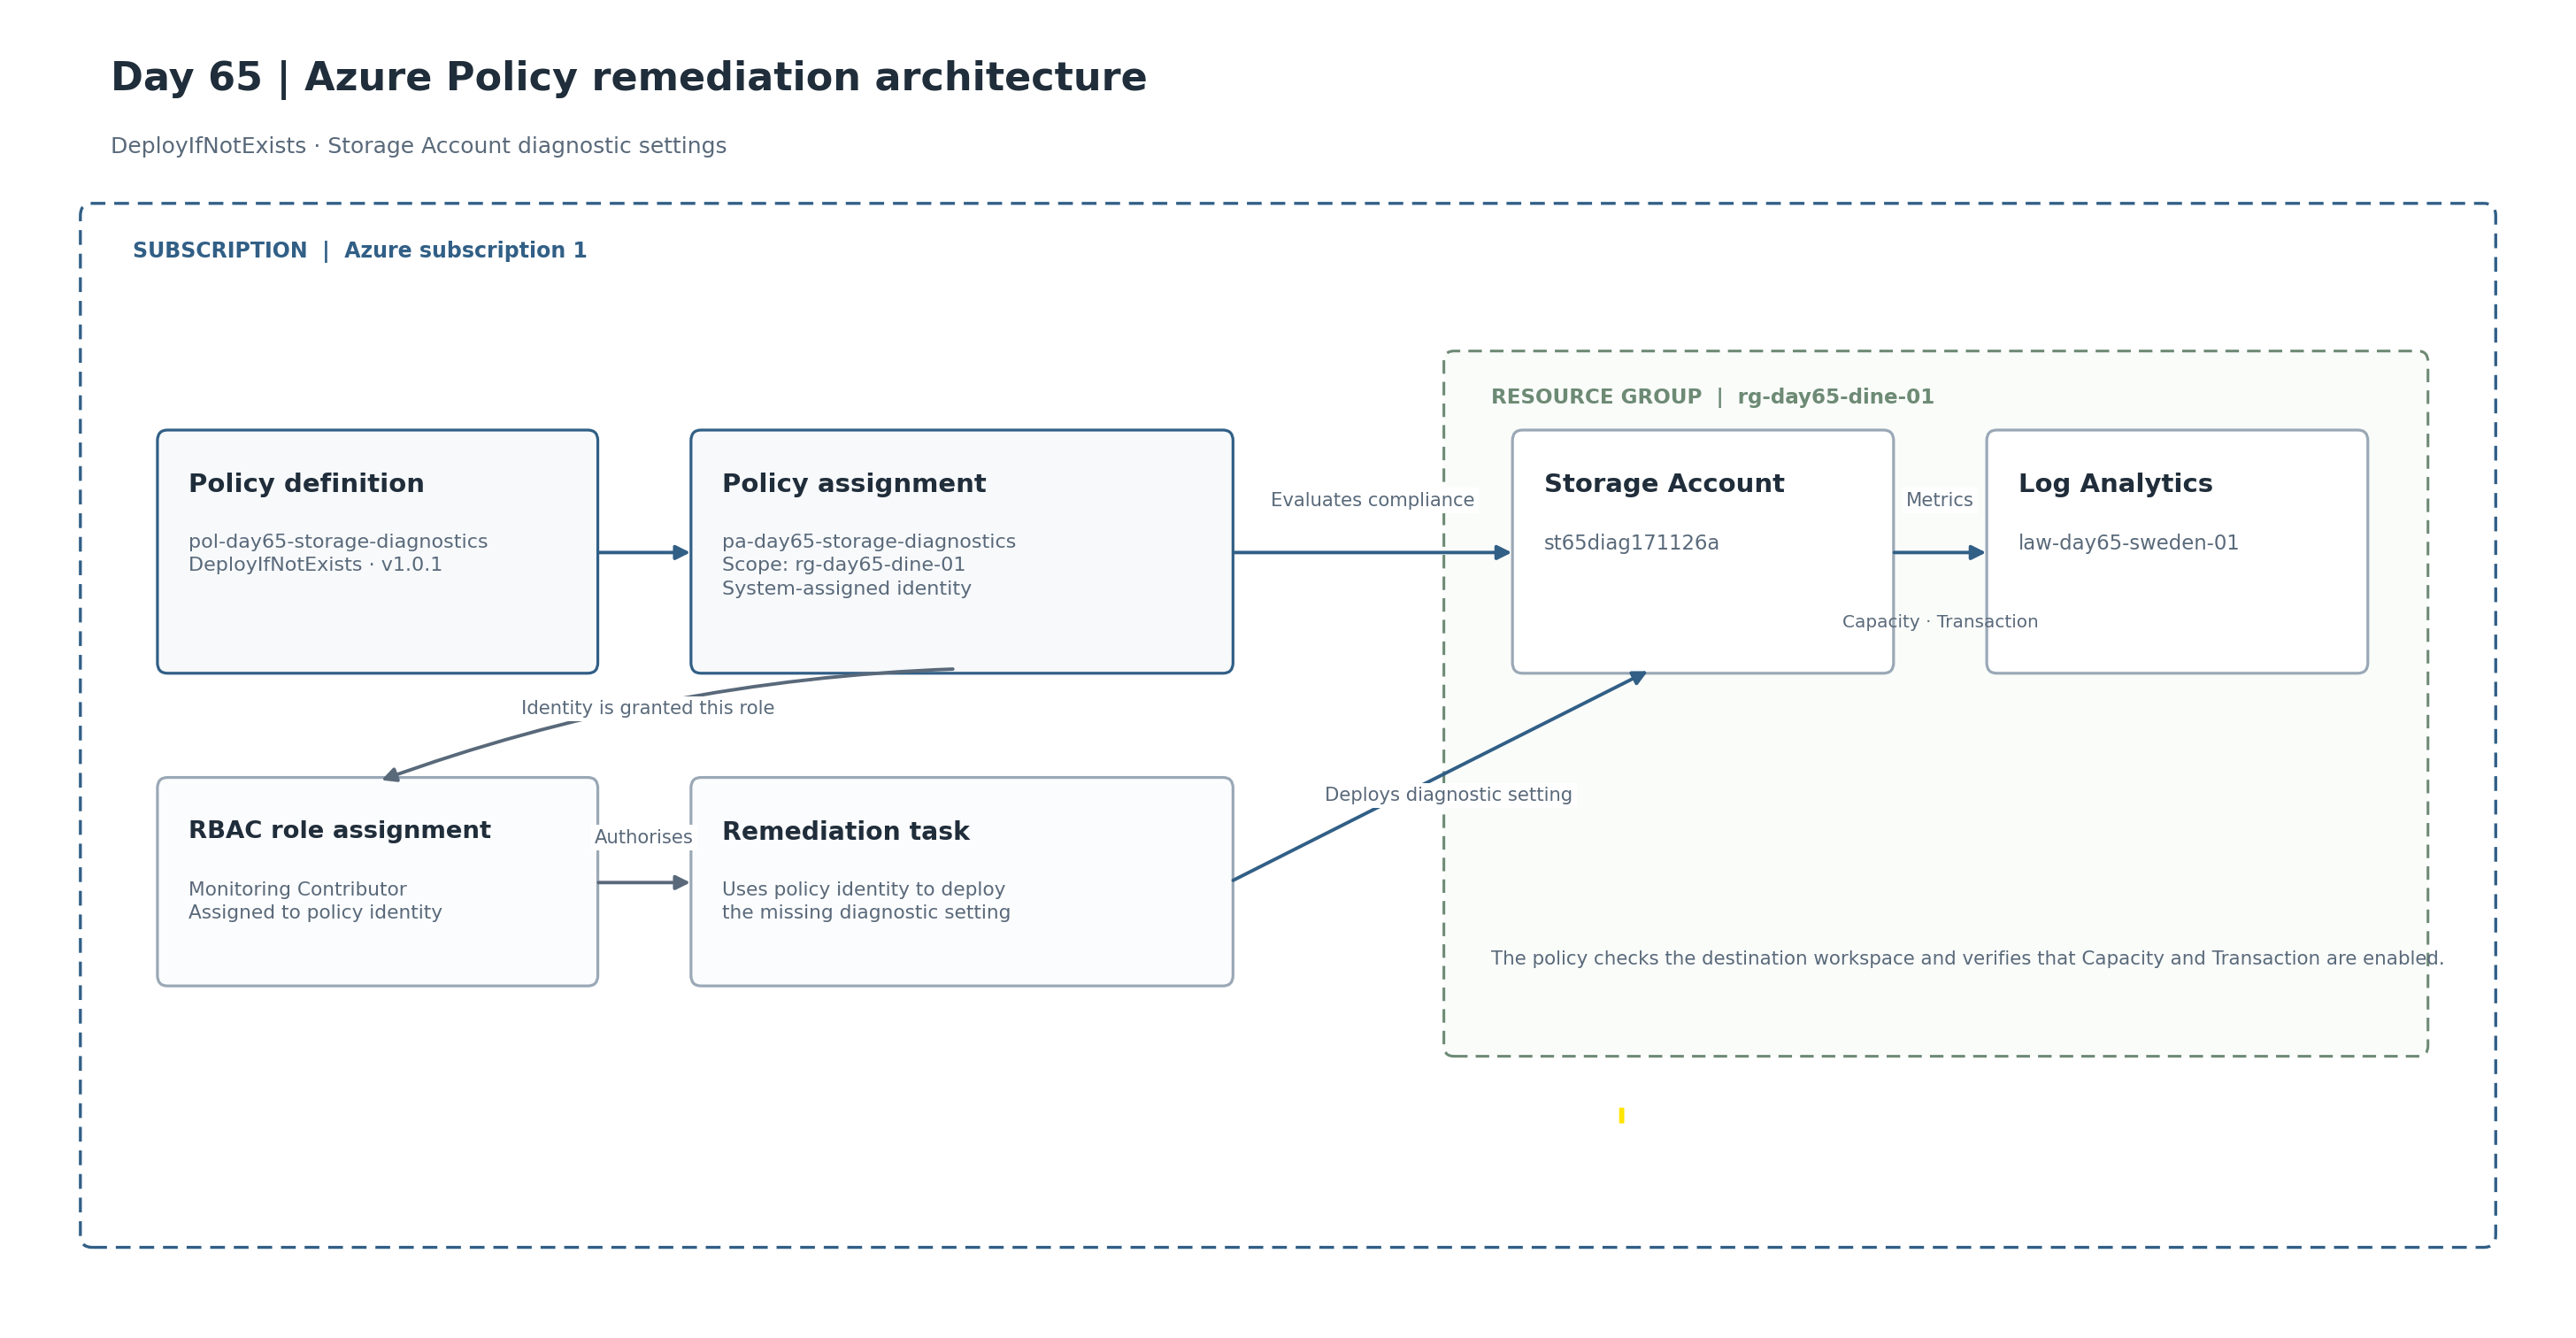 Day 65 | Azure Policy remediation architecture
DeployIfNotExists · Storage Account diagnostic settings
SUBSCRIPTION | Azure subscription 1
Policy definition
pol-day65-storage-diagnostics
DeployIfNotExists · v1.0.1
Policy assignment
pa-day65-storage-diagnostics
Scope: rg-day65-dine-01
System-assigned identity
Evaluates compliance
RESOURCE GROUP | rg-day65-dine-01
Storage Account
st65diag171126a
Metrics
Capacity · Transaction
Log Analytics
law-day65-sweden-01
Identity is granted this role
RBAC role assignment
Monitoring Contributor
Assigned to policy identity
Authorises
Remediation task
Uses policy identity to deploy
the missing diagnostic setting
Deploys diagnostic setting
The policy checks the destination workspace and verifies that Capacity and Transaction are enabled.